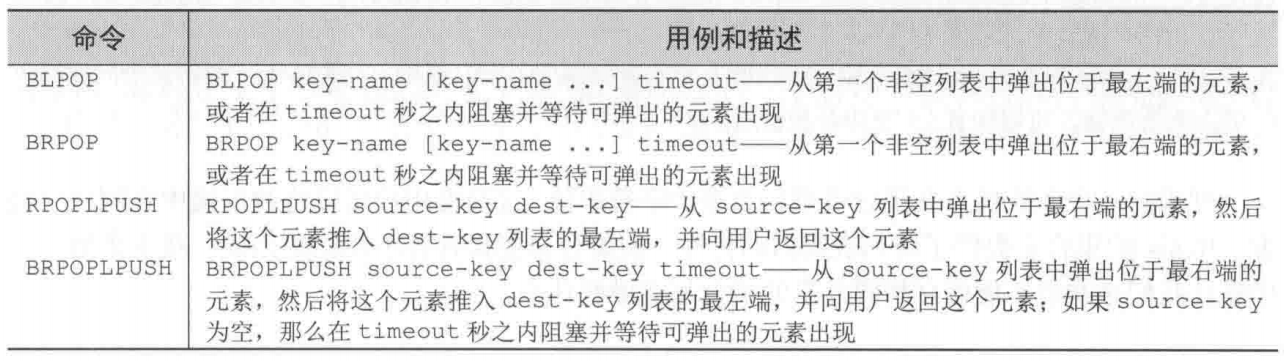 命令 用例和描述
BLPOP BLPOP key-name [key-name ...] timeout——从第一个非空列表中弹出位于最左端的元素，
或者在 timeout 秒之内阻塞并等待可弹出的元素出现
BRPOP BRPOP key-name [key-name ...] timeout——从第一个非空列表中弹出位于最右端的元素，
或者在 timeout 秒之内阻塞并等待可弹出的元素出现
RPOPLPUSH RPOPLPUSH source-key dest-key——从 source-key 列表中弹出位于最右端的元素，然后
将这个元素推入 dest-key 列表的最左端，并向用户返回这个元素
BRPOPLPUSH BRPOPLPUSH source-key dest-key timeout——从 source-key 列表中弹出位于最右端的
元素，然后将这个元素推入 dest-key 列表的最左端，并向用户返回这个元素；如果 source-key
为空，那么在 timeout 秒之内阻塞并等待可弹出的元素出现